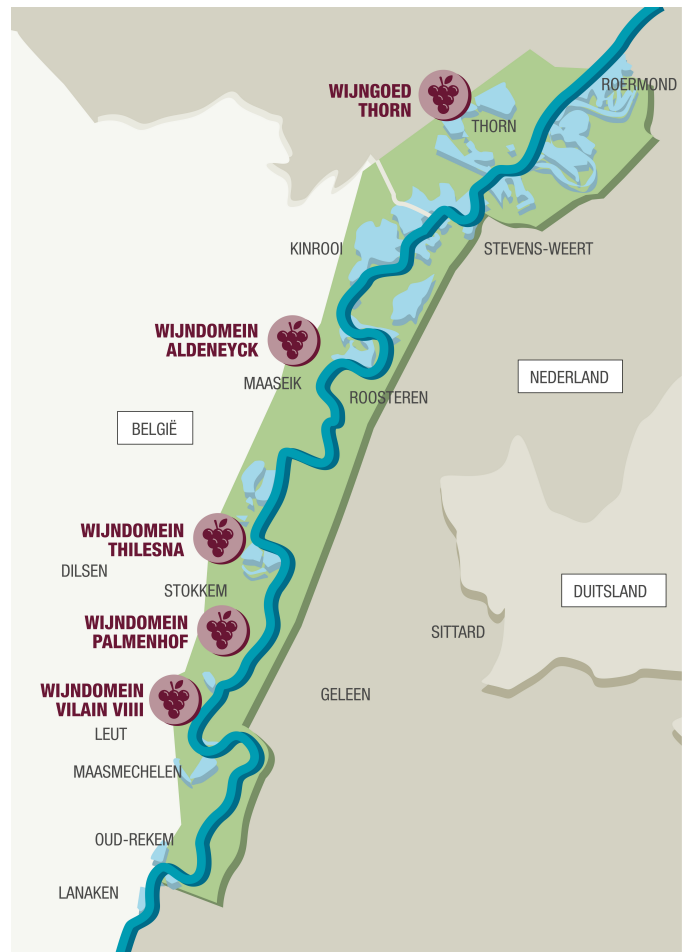 ROERMOND
WIJNGOED
THORN
THORN
KINROOI
STEVENS-WEERT
WIJNDOMEIN
ALDENEYCK
MAASEIK
NEDERLAND
ROOSTEREN
BELGIË
WIJNDOMEIN
THILESNA
DILSEN
STOKKEM
DUITSLAND
WIJNDOMEIN
PALMENHOF
SITTARD
WIJNDOMEIN
VILAIN VIIII
GELEEN
LEUT
MAASMECHELEN
OUD-REKEM
LANAKEN